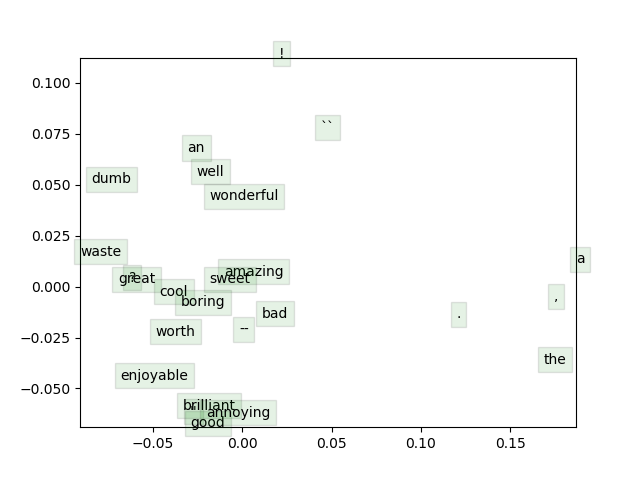 !
0.100
``
0.075
an
well
dumb
0.050
wonderful
0.025
waste
a
amazing
great
sweet
0.000
cool
,
boring
bad
.
worth
--
−0.025
the
enjoyable
−0.050
brilliant
annoying
good
−0.05
0.00
0.05
0.10
0.15